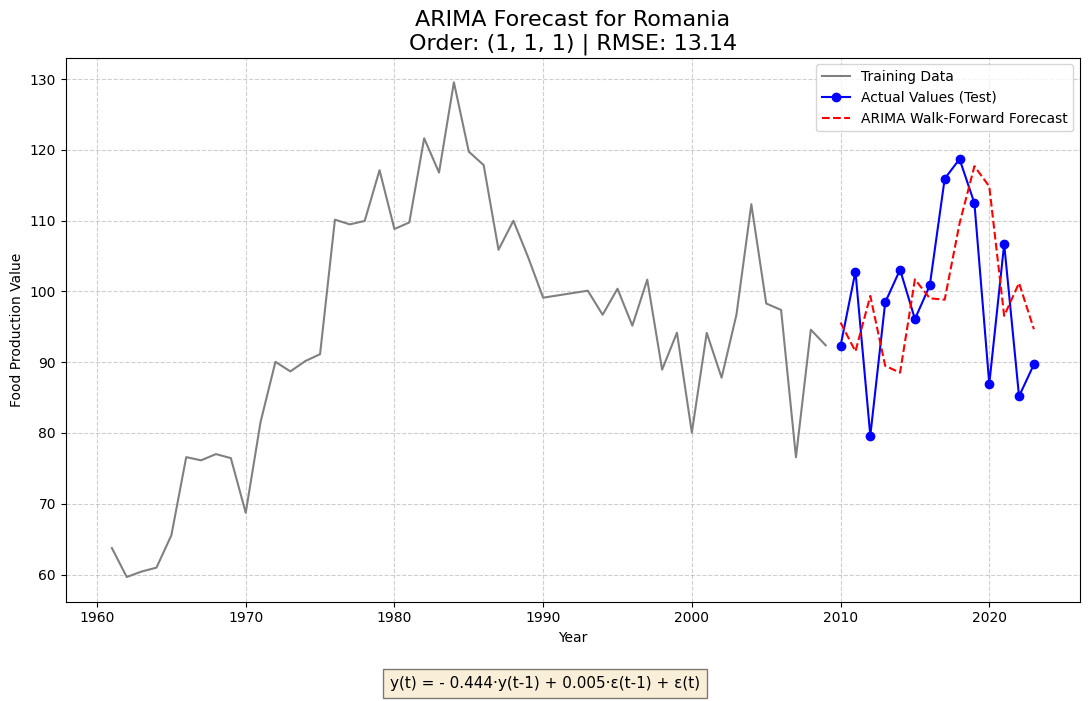 ARIMA Forecast for Romania
Order: (1, 1, 1) | RMSE: 13.14
Training Data
Actual Values (Test)
ARIMA Walk-Forward Forecast
Food Production Value
130
120
110
100
90
80
70
60
1960
1970
1980
1990
2000
2010
2020
Year
y(t) = - 0.444·y(t-1) + 0.005·ε(t-1) + ε(t)